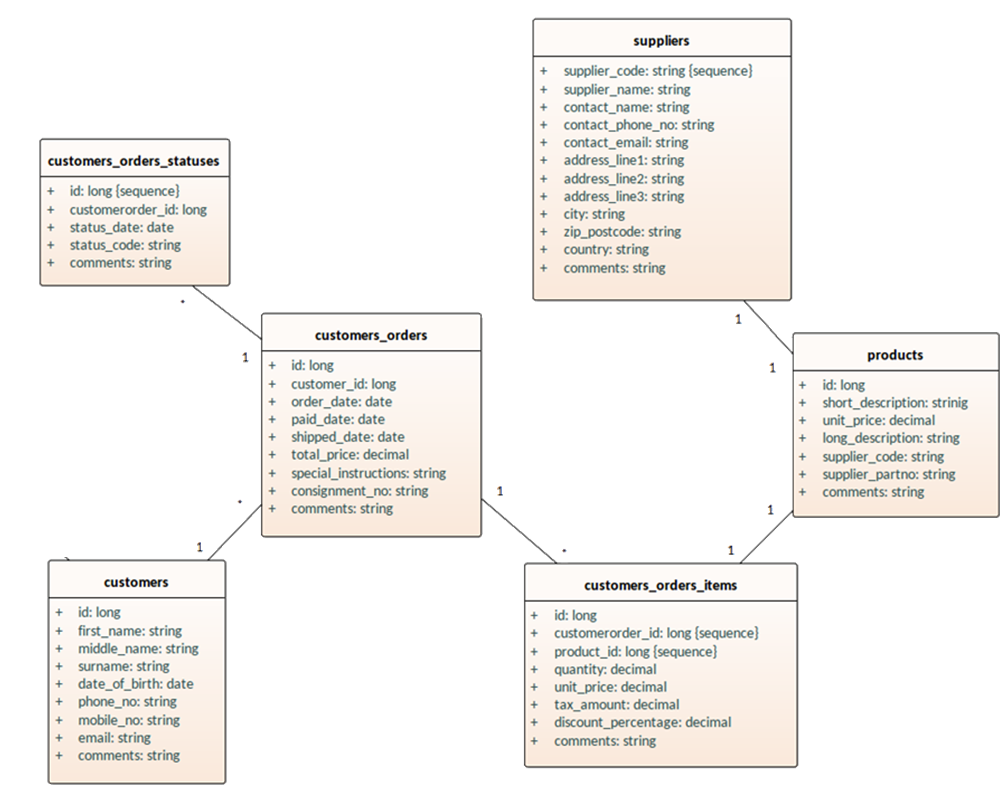 suppliers
+ supplier_code: string {sequence}
+ supplier_name: string
+ contact_name: string
+ contact_phone_no: string
+ contact_email: string
+ address_line1: string
+ address_line2: string
+ address_line3: string
+ city: string
+ zip_postcode: string
+ country: string
+ comments: string
customers_orders_statuses
+ id: long {sequence}
+ customerorder_id: long
+ status_date: date
+ status_code: string
+ comments: string
*
1
customers_orders
+ id: long
+ customer_id: long
+ order_date: date
+ paid_date: date
+ shipped_date: date
+ total_price: decimal
+ special_instructions: string
+ consignment_no: string
+ comments: string
1
1
products
+ id: long
+ short_description: strinig
+ unit_price: decimal
+ long_description: string
+ supplier_code: string
+ supplier_partno: string
+ comments: string
*
1
1
*
1
1
customers
+ id: long
+ first_name: string
+ middle_name: string
+ surname: string
+ date_of_birth: date
+ phone_no: string
+ mobile_no: string
+ email: string
+ comments: string
customers_orders_items
+ id: long
+ customerorder_id: long {sequence}
+ product_id: long {sequence}
+ quantity: decimal
+ unit_price: decimal
+ tax_amount: decimal
+ discount_percentage: decimal
+ comments: string